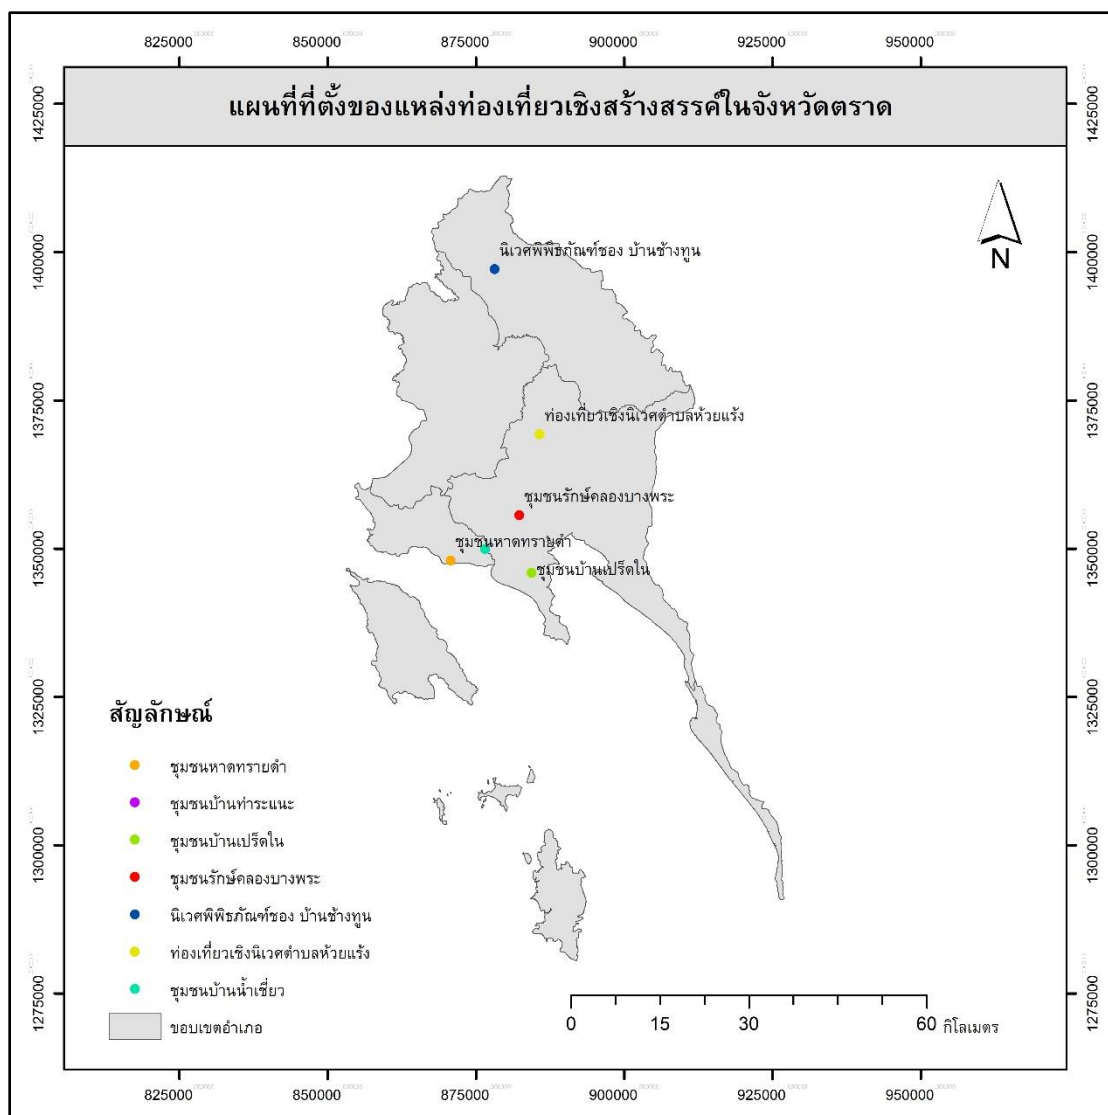 825000 850000 875000 900000 925000 950000
แผนที่ที่ตั้งของแหล่งท่องเที่ยวเชิงสร้างสรรค์ในจังหวัดตราด
N
นิเวศพิพิธภัณฑ์ชอง บ้านช้างทูน
ท่องเที่ยวเชิงนิเวศตำบลห้วยแร้ง
ชุมชนรักษ์คลองบางพระ
ชุมชนหาดทรายดำ
ชุมชนบ้านเปร็ดใน
1425000
1400000
1375000
1350000
1325000
1300000
1275000
1425000
1400000
1375000
1350000
1325000
1300000
1275000
สัญลักษณ์
ชุมชนหาดทรายดำ
ชุมชนบ้านท่าระแนะ
ชุมชนบ้านเปร็ดใน
ชุมชนรักษ์คลองบางพระ
นิเวศพิพิธภัณฑ์ชอง บ้านช้างทูน
ท่องเที่ยวเชิงนิเวศตำบลห้วยแร้ง
ชุมชนบ้านน้ำเชี่ยว
ขอบเขตอำเภอ
0 15 30 60 กิโลเมตร
825000 850000 875000 900000 925000 950000